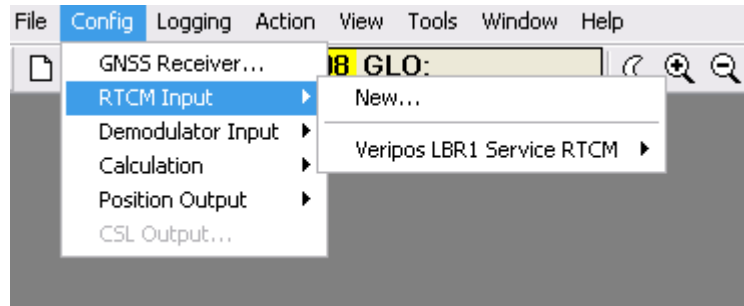 File Config Logging Action View Tools Window Help
GNSS Receiver... 08 GLO:
RTCM Input New...
Demodulator Input Veripos LBR1 Service RTCM
Calculation
Position Output
CSL Output...